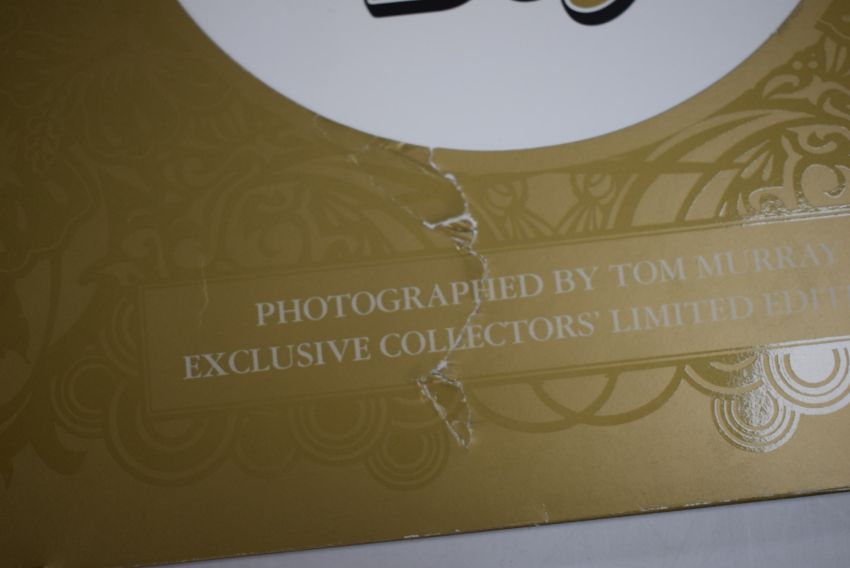 PHOTOGRAPHED BY TOM MURRAY
EXCLUSIVE COLLECTORS' LIMITED